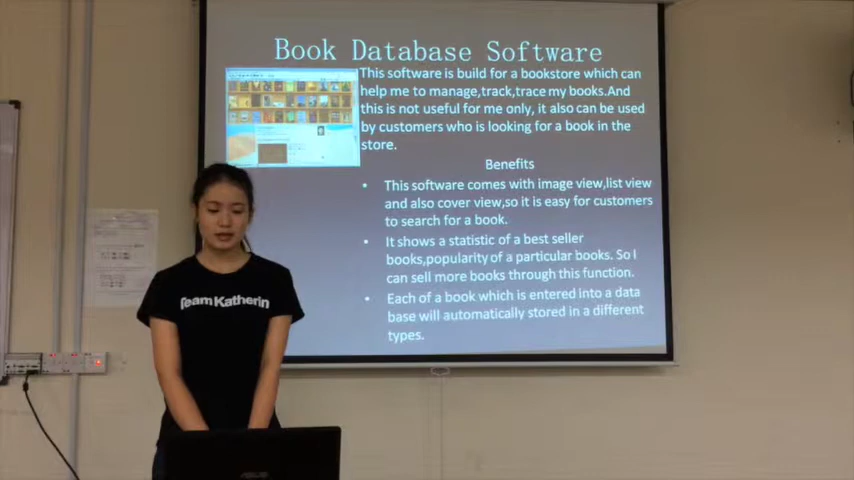 Book Database Software
This software is build for a bookstore which can
help me to manage,track,trace my books.And
this is not useful for me only, it also can be used
by customers who is looking for a book in the
store.
Benefits
• This software comes with image view,list view
and also cover view,so it is easy for customers
to search for a book.
• It shows a statistic of a best seller
books,popularity of a particular books. So I
can sell more books through this function.
• Each of a book which is entered into a data
base will automatically stored in a different
types.
Team Katherin
ASUS